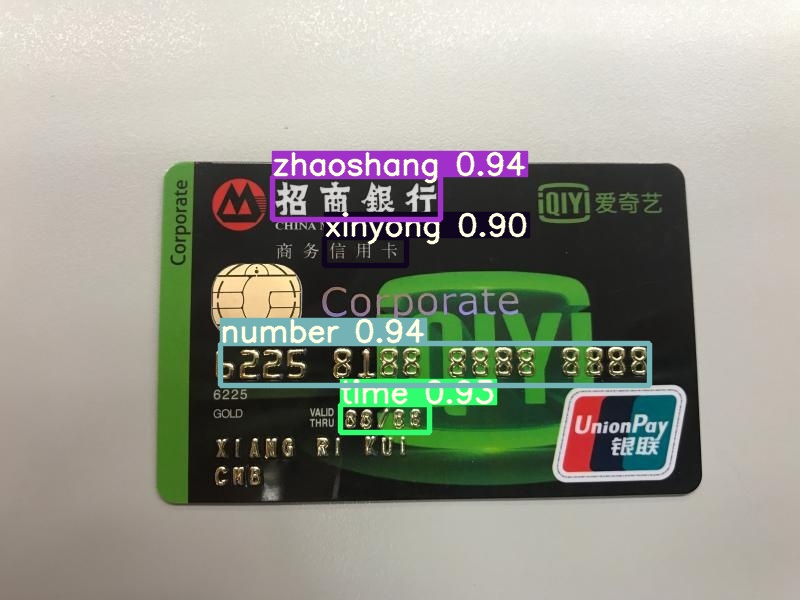 zhaoshang 0.94
Corporate
招商銀行
iQIYI 爱奇艺
CHINA
xinyong 0.90
商务信用卡
Corporate
iQIYI
number 0.94
6225 8188 8888 8888
6225
time 0.93
GOLD
VALID THRU 88/88
XIANG RI KUI
CMB
UnionPay
银联